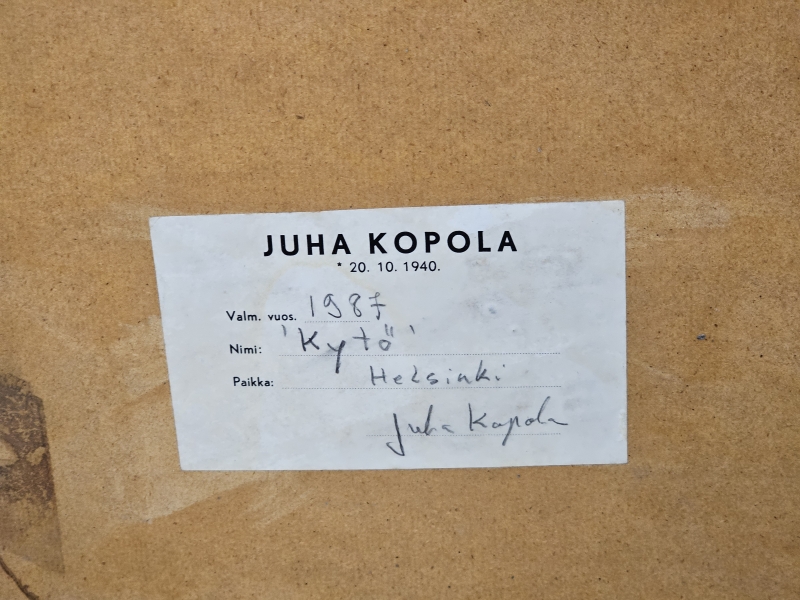 JUHA KOPOLA
* 20. 10. 1940.
Valm. vuos. 1987
Nimi: 'Kytö'
Paikka: Helsinki
Juha Kopola